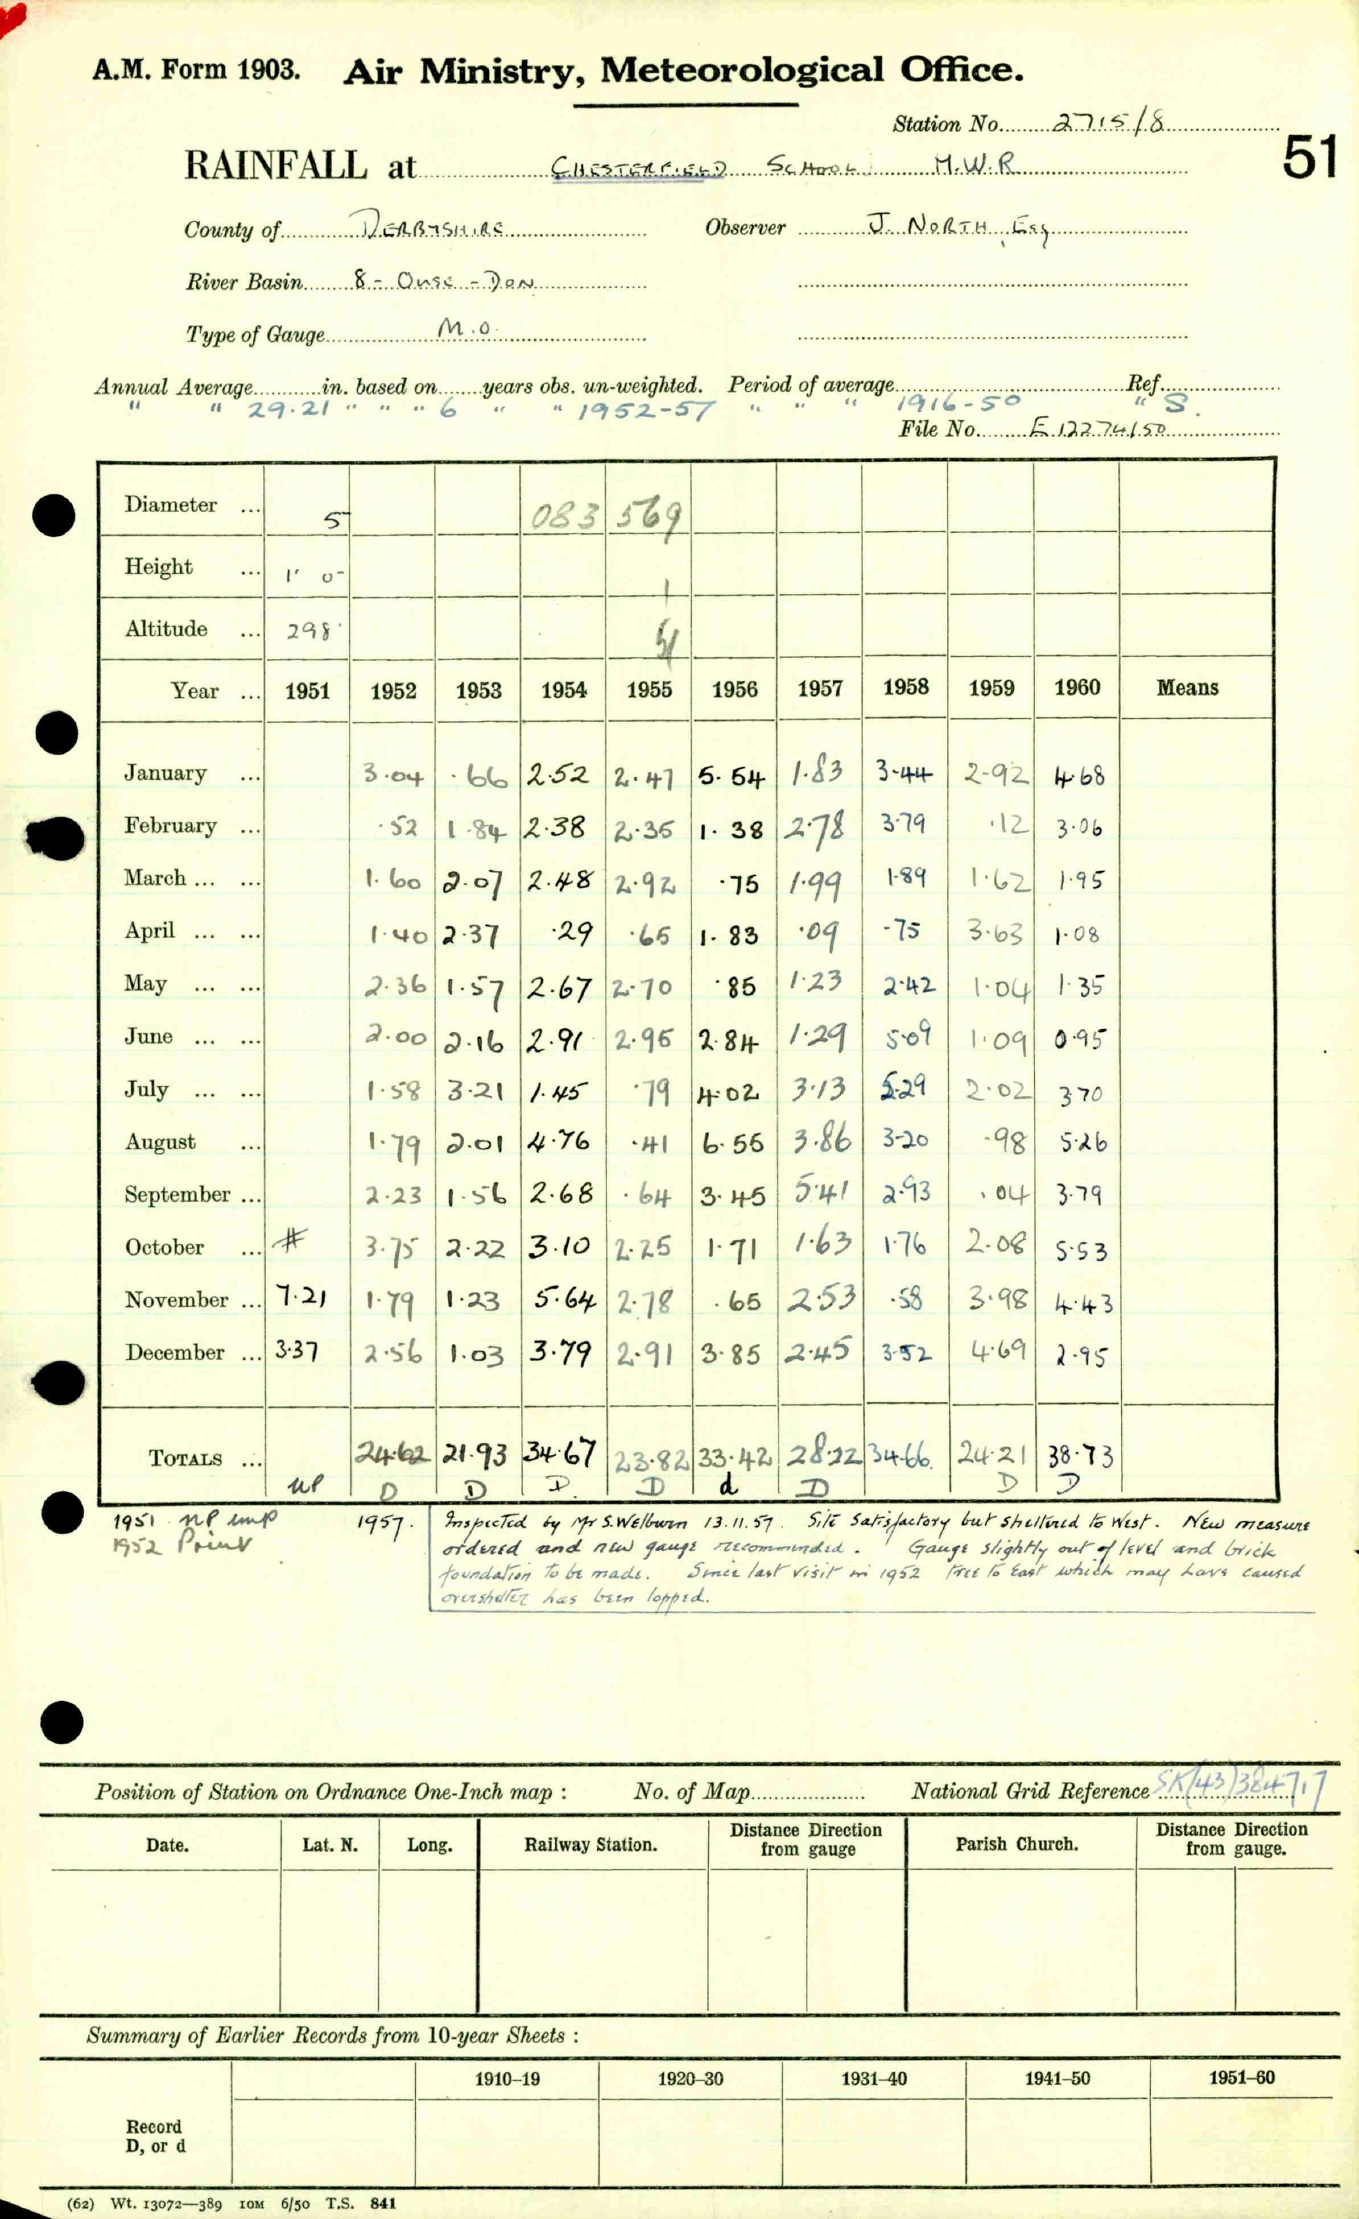 A.M. Form 1903. Air Ministry, Meteorological Office.
Station No. 2715/8
51
RAINFALL at CHESTERFIELD SCHOOL M.W.R
County of DERBYSHIRE Observer J. NORTH, Esq
River Basin 8 - Ouse - Don
Type of Gauge M.O.
Annual Average in. based on years obs. un-weighted. Period of average Ref.
" " 29.21 " " " 6 " " 1952-57 " " " 1916-50 " S.
File No. E12274/50
Diameter ... 5 083 569
Height ... 1' 0" 1
Altitude ... 298'
Year ... 1951 1952 1953 1954 1955 1956 1957 1958 1959 1960 Means
January ... 3.04 .66 2.52 2.47 5.54 1.83 3.44 2.92 4.68
February ... .52 1.84 2.38 2.36 1.38 2.78 3.79 .12 3.06
March ... ... 1.60 2.07 2.48 2.92 .75 1.99 1.89 1.62 1.95
April ... ... 1.40 2.37 .29 .65 1.83 .09 .75 3.63 1.08
May ... ... 2.36 1.57 2.67 2.70 .85 1.23 2.42 1.04 1.35
June ... ... 2.00 2.16 2.91 2.95 2.84 1.29 5.09 1.09 0.95
July ... ... 1.58 3.21 1.45 .79 4.02 3.13 5.29 2.02 3.70
August ... 1.79 2.01 4.76 .41 6.55 3.86 3.20 .98 5.26
September ... 2.23 1.56 2.68 .64 3.45 5.41 2.93 .04 3.79
October ... # 3.75 2.22 3.10 2.25 1.71 1.63 1.76 2.08 5.53
November ... 7.21 1.79 1.23 5.64 2.78 .65 2.53 .58 3.98 4.43
December ... 3.37 2.56 1.03 3.79 2.91 3.85 2.45 3.52 4.69 2.95
TOTALS ... 24.62 21.93 34.67 23.82 33.42 28.22 34.66 24.21 38.73
NP D D D. D d D D D
1951 NP imp
1952 Print
1957. Inspected by Mr S. Welburn 13.11.57. Site Satisfactory but sheltered to West. New measure
ordered and new gauge recommended. Gauge slightly out of level and brick
foundation to be made. Since last visit in 1952 tree to East which may have caused
overshelter has been lopped.
Position of Station on Ordnance One-Inch map : No. of Map National Grid Reference SK(43)384717
Date. Lat. N. Long. Railway Station. Distance from gauge Direction Parish Church. Distance from gauge. Direction
Summary of Earlier Records from 10-year Sheets :
1910–19 1920–30 1931–40 1941–50 1951–60
Record
D, or d
(62) Wt. 13072—389 10M 6/50 T.S. 841